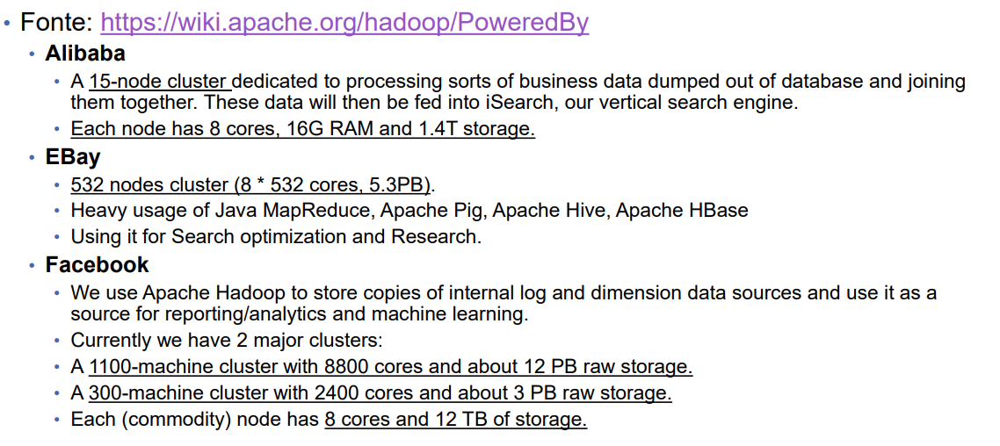 • Fonte: https://wiki.apache.org/hadoop/PoweredBy
• Alibaba
• A 15-node cluster dedicated to processing sorts of business data dumped out of database and joining
them together. These data will then be fed into iSearch, our vertical search engine.
• Each node has 8 cores, 16G RAM and 1.4T storage.
• EBay
• 532 nodes cluster (8 * 532 cores, 5.3PB).
• Heavy usage of Java MapReduce, Apache Pig, Apache Hive, Apache HBase
• Using it for Search optimization and Research.
• Facebook
• We use Apache Hadoop to store copies of internal log and dimension data sources and use it as a
source for reporting/analytics and machine learning.
• Currently we have 2 major clusters:
• A 1100-machine cluster with 8800 cores and about 12 PB raw storage.
• A 300-machine cluster with 2400 cores and about 3 PB raw storage.
• Each (commodity) node has 8 cores and 12 TB of storage.